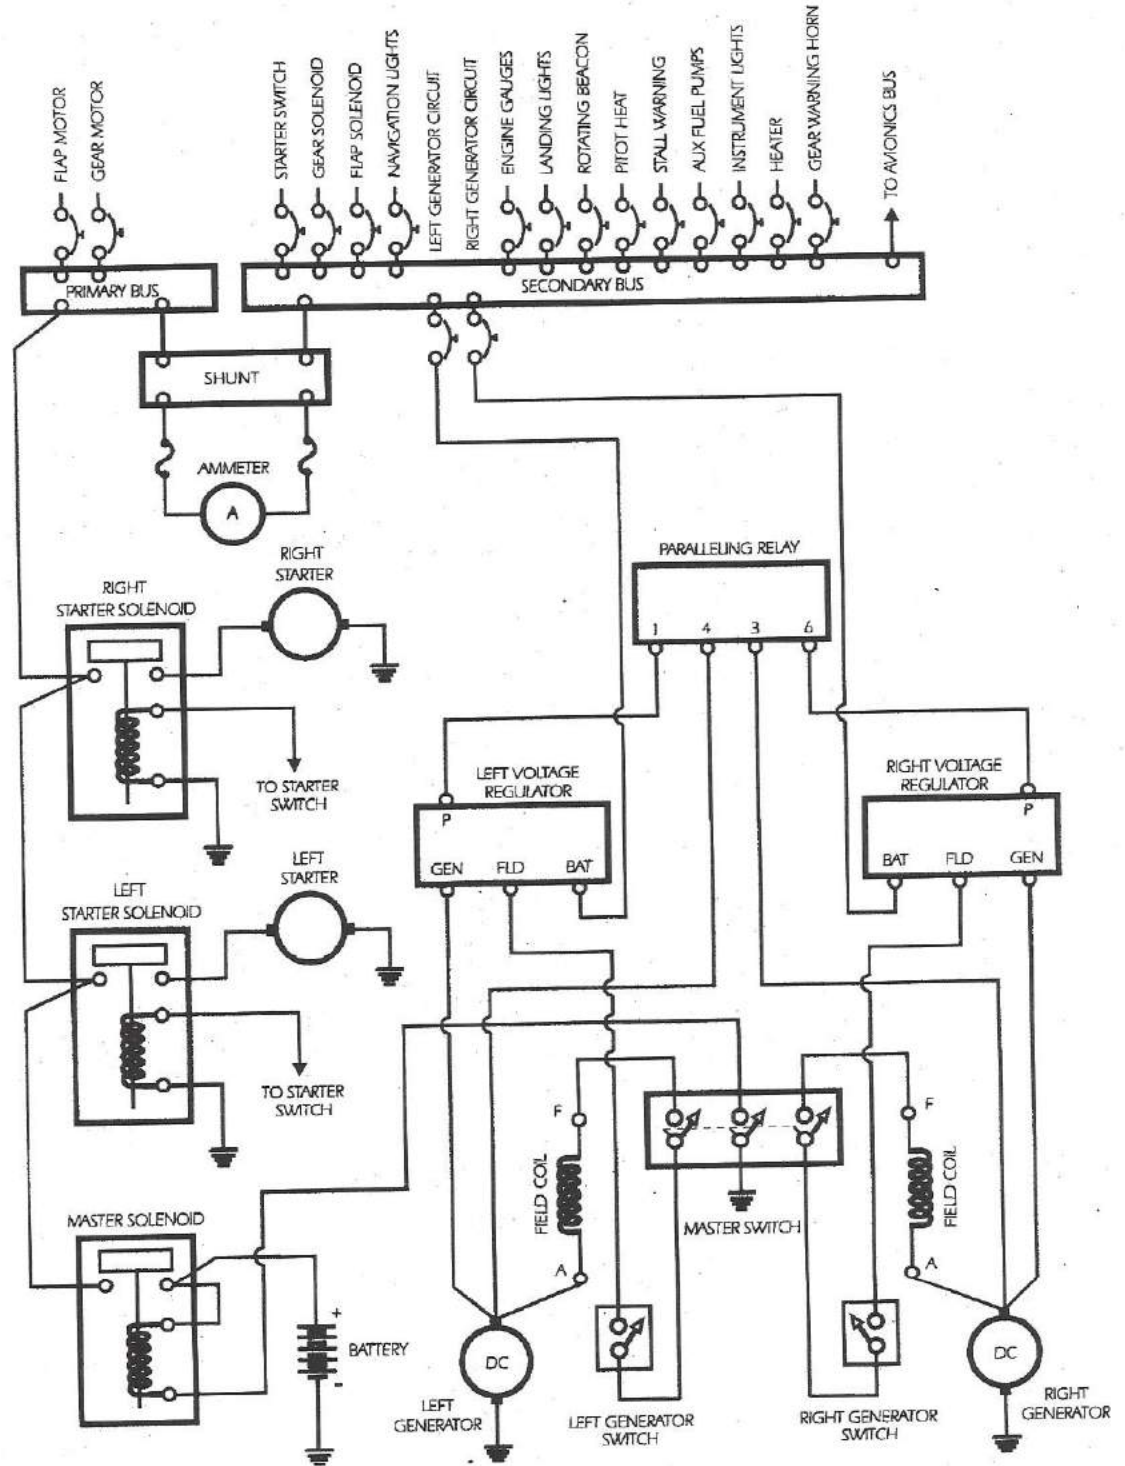 FLAP MOTOR
GEAR MOTOR
STARTER SWITCH
GEAR SOLENOID
FLAP SOLENOID
NAVIGATION LIGHTS
LEFT GENERATOR CIRCUIT
RIGHT GENERATOR CIRCUIT
ENGINE GAUGES
LANDING LIGHTS
ROTATING BEACON
PITOT HEAT
STALL WARNING
AUX FUEL PUMPS
INSTRUMENT LIGHTS
HEATER
GEAR WARNING HORN
TO AVIONICS BUS
PRIMARY BUS
SECONDARY BUS
SHUNT
AMMETER
A
RIGHT
STARTER
RIGHT
STARTER SOLENOID
TO STARTER
SWITCH
PARALLELING RELAY
1 4 3 6
LEFT VOLTAGE
REGULATOR
P
GEN FLD BAT
RIGHT VOLTAGE
REGULATOR
P
BAT FLD GEN
LEFT
STARTER
LEFT
STARTER SOLENOID
TO STARTER
SWITCH
F
FIELD COIL
A
MASTER SWITCH
F
FIELD COIL
A
MASTER SOLENOID
+
BATTERY
-
DC
LEFT
GENERATOR
LEFT GENERATOR
SWITCH
RIGHT GENERATOR
SWITCH
DC
RIGHT
GENERATOR